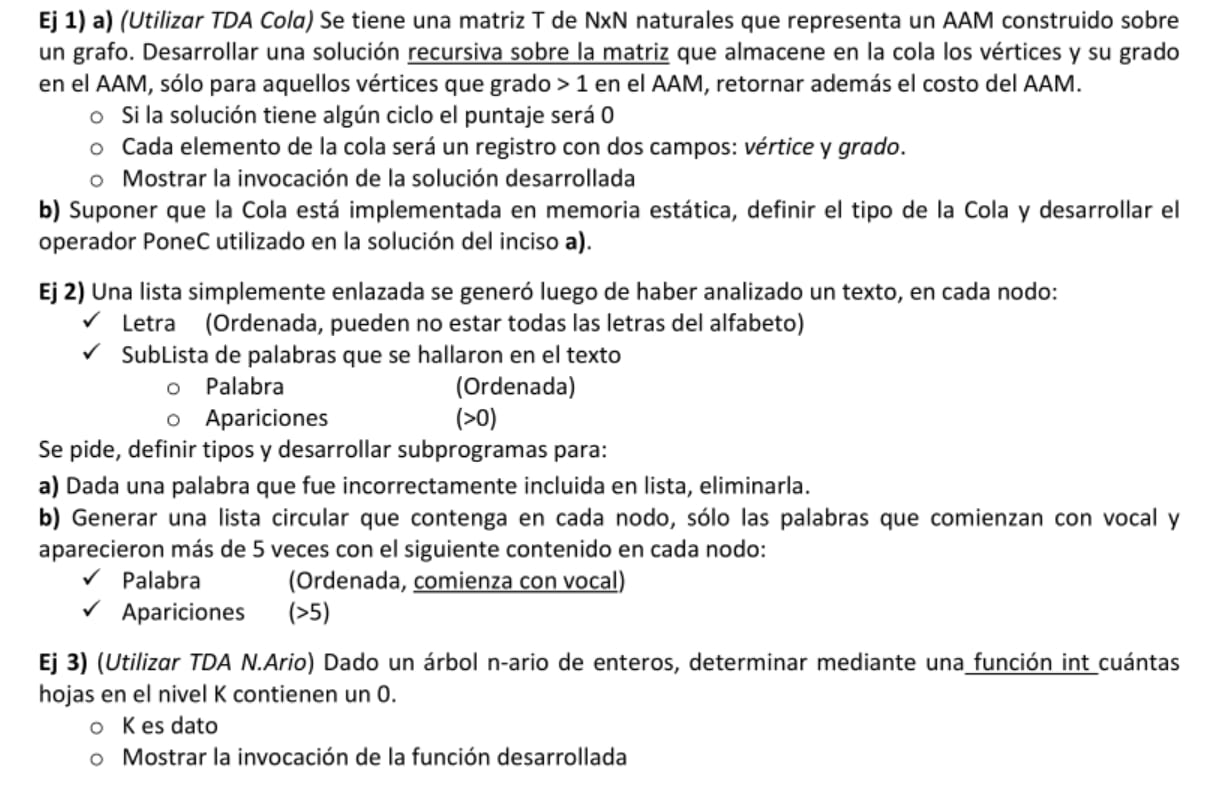 Ej 1) a) (Utilizar TDA Cola) Se tiene una matriz T de NxN naturales que representa un AAM construido sobre
un grafo. Desarrollar una solución recursiva sobre la matriz que almacene en la cola los vértices y su grado
en el AAM, sólo para aquellos vértices que grado > 1 en el AAM, retornar además el costo del AAM.
○ Si la solución tiene algún ciclo el puntaje será 0
○ Cada elemento de la cola será un registro con dos campos: vértice y grado.
○ Mostrar la invocación de la solución desarrollada
b) Suponer que la Cola está implementada en memoria estática, definir el tipo de la Cola y desarrollar el
operador PoneC utilizado en la solución del inciso a).
Ej 2) Una lista simplemente enlazada se generó luego de haber analizado un texto, en cada nodo:
✓ Letra (Ordenada, pueden no estar todas las letras del alfabeto)
✓ SubLista de palabras que se hallaron en el texto
○ Palabra (Ordenada)
○ Apariciones (>0)
Se pide, definir tipos y desarrollar subprogramas para:
a) Dada una palabra que fue incorrectamente incluida en lista, eliminarla.
b) Generar una lista circular que contenga en cada nodo, sólo las palabras que comienzan con vocal y
aparecieron más de 5 veces con el siguiente contenido en cada nodo:
✓ Palabra (Ordenada, comienza con vocal)
✓ Apariciones (>5)
Ej 3) (Utilizar TDA N.Ario) Dado un árbol n-ario de enteros, determinar mediante una función int cuántas
hojas en el nivel K contienen un 0.
○ K es dato
○ Mostrar la invocación de la función desarrollada